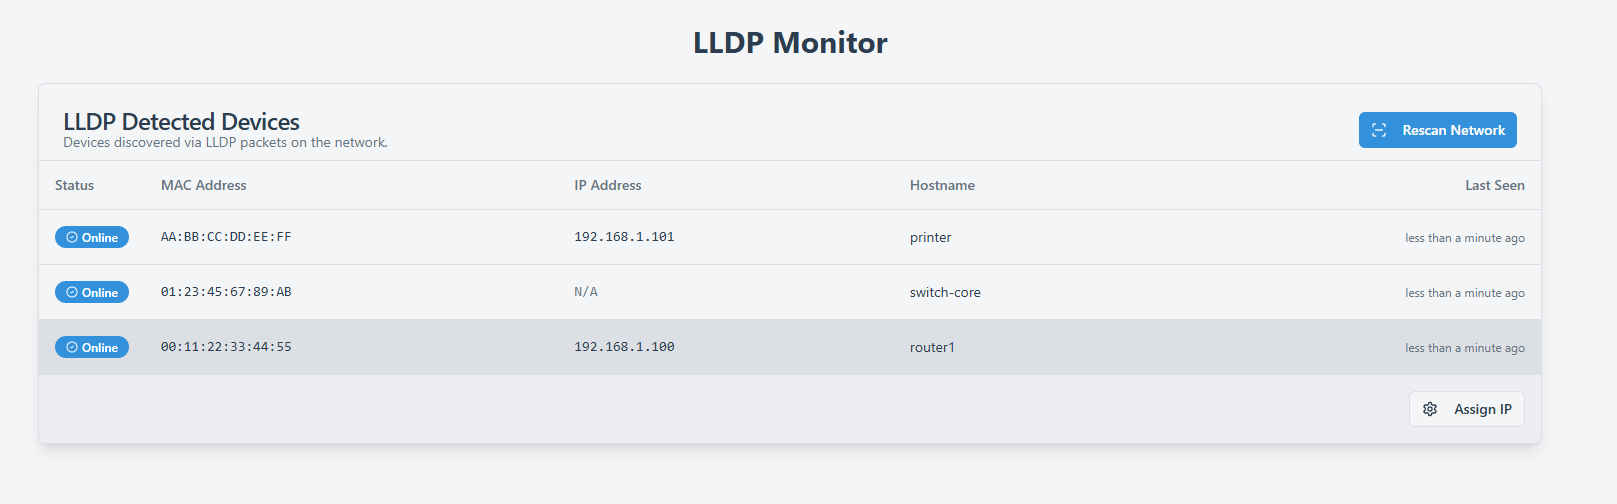 LLDP Monitor
LLDP Detected Devices
Devices discovered via LLDP packets on the network.
Rescan Network
Status MAC Address IP Address Hostname Last Seen
Online AA:BB:CC:DD:EE:FF 192.168.1.101 printer less than a minute ago
Online 01:23:45:67:89:AB N/A switch-core less than a minute ago
Online 00:11:22:33:44:55 192.168.1.100 router1 less than a minute ago
Assign IP